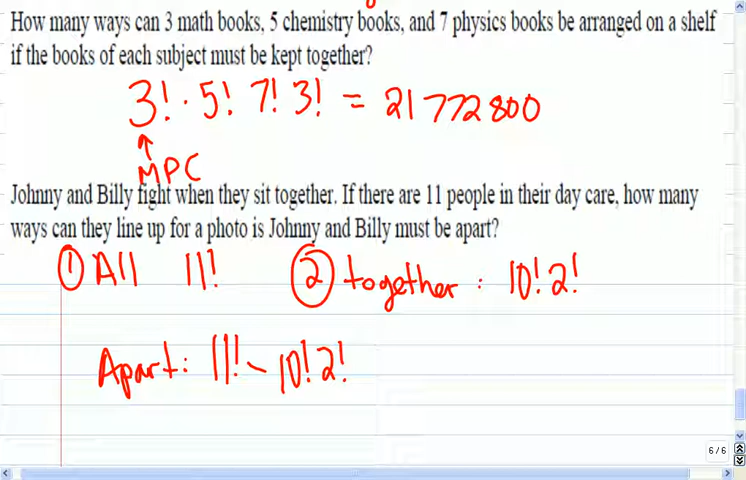 How many ways can 3 math books, 5 chemistry books, and 7 physics books be arranged on a shelf
if the books of each subject must be kept together?
3! · 5! 7! 3! = 21 772 800
↑
MPC
Johnny and Billy fight when they sit together. If there are 11 people in their day care, how many
ways can they line up for a photo is Johnny and Billy must be apart?
① All 11! ② together : 10! 2!
Apart: 11! - 10! 2!
6/6